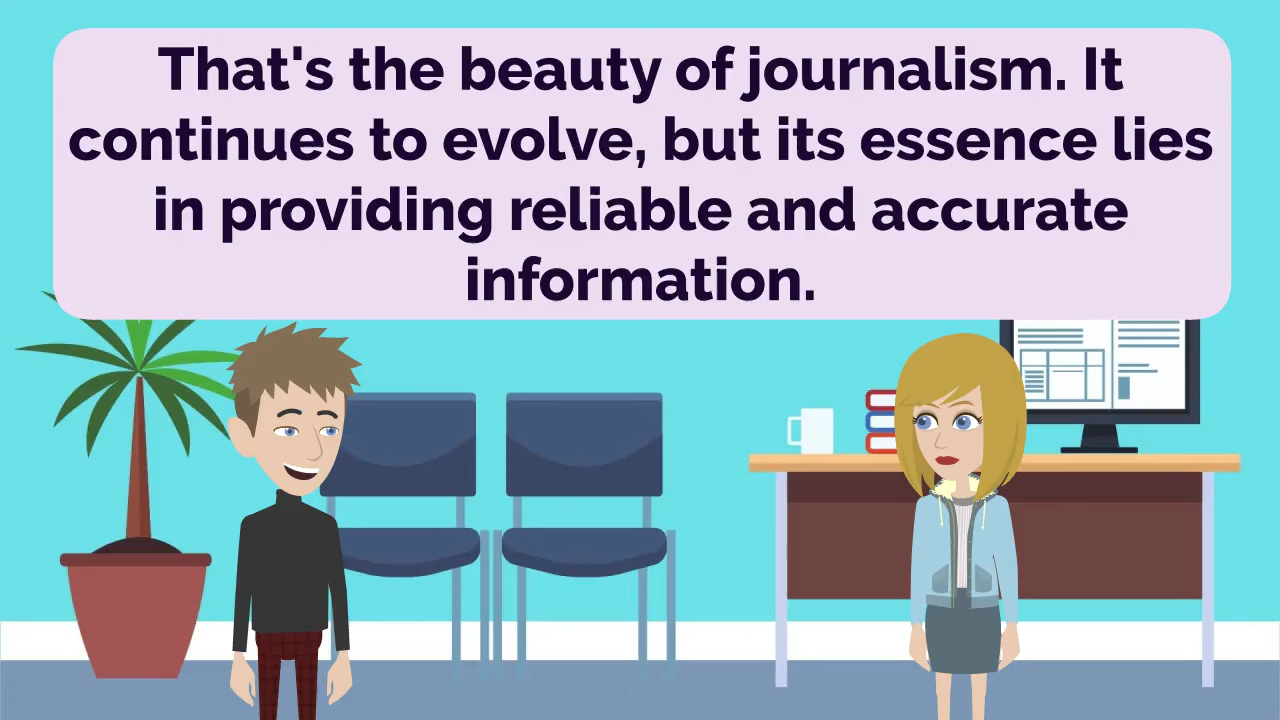 That's the beauty of journalism. It
continues to evolve, but its essence lies
in providing reliable and accurate
information.